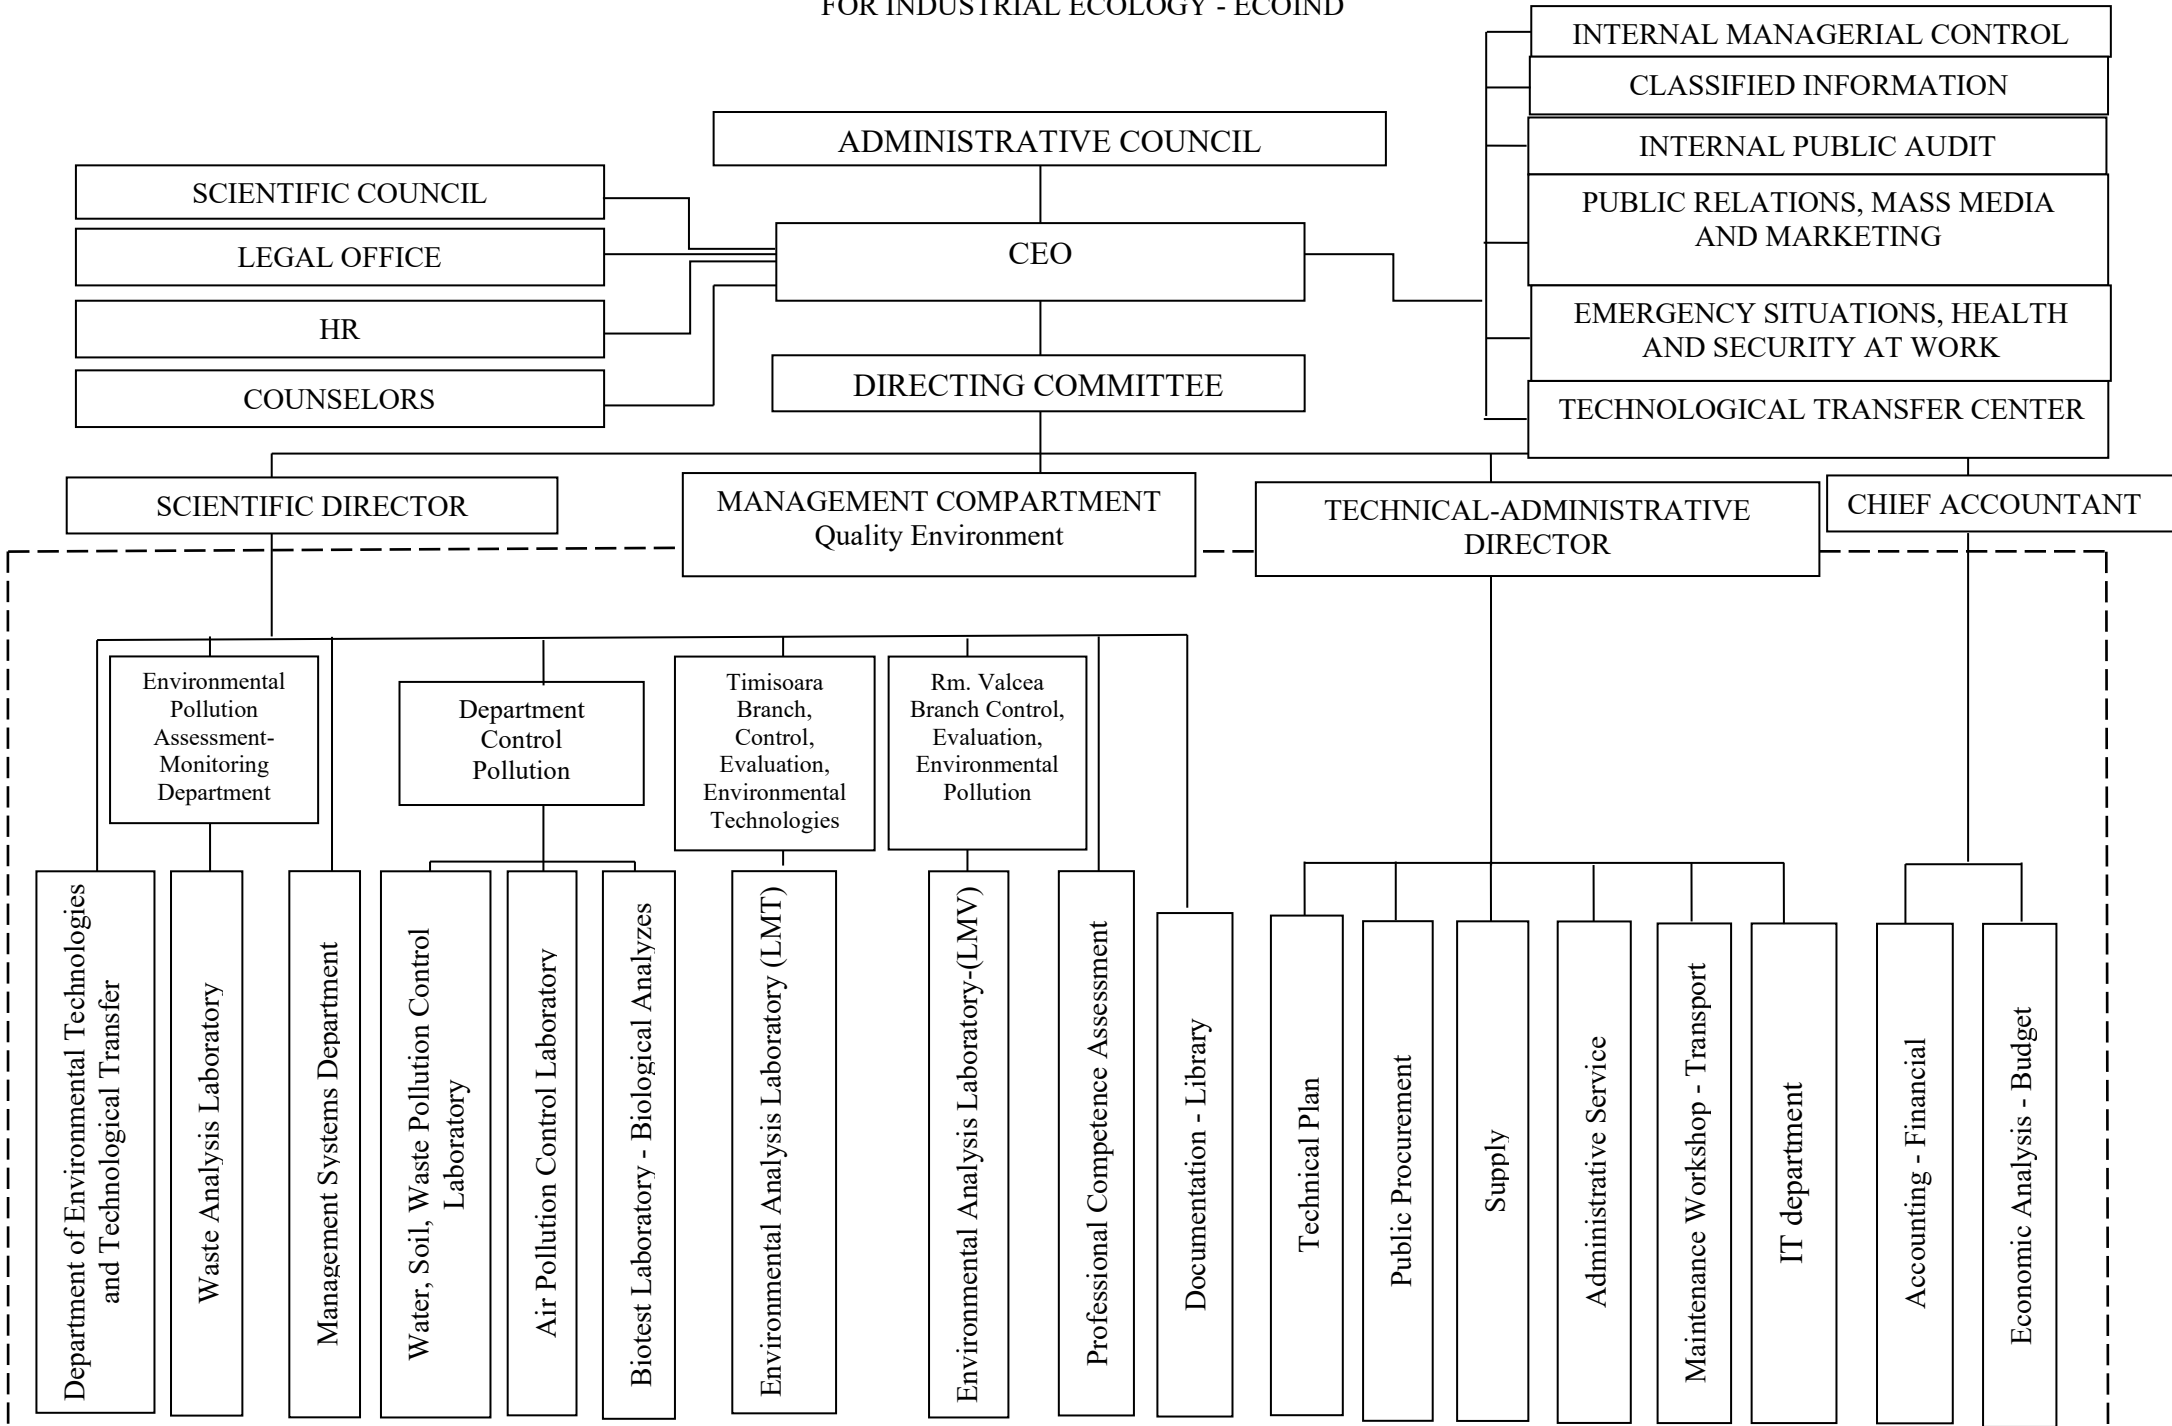 FOR INDUSTRIAL ECOLOGY - ECOIND
INTERNAL MANAGERIAL CONTROL
CLASSIFIED INFORMATION
INTERNAL PUBLIC AUDIT
PUBLIC RELATIONS, MASS MEDIA
AND MARKETING
EMERGENCY SITUATIONS, HEALTH
AND SECURITY AT WORK
TECHNOLOGICAL TRANSFER CENTER
ADMINISTRATIVE COUNCIL
SCIENTIFIC COUNCIL
LEGAL OFFICE
HR
COUNSELORS
CEO
DIRECTING COMMITTEE
SCIENTIFIC DIRECTOR
MANAGEMENT COMPARTMENT
Quality Environment
TECHNICAL-ADMINISTRATIVE
DIRECTOR
CHIEF ACCOUNTANT
Environmental
Pollution
Assessment-
Monitoring
Department
Department
Control
Pollution
Timisoara
Branch,
Control,
Evaluation,
Environmental
Technologies
Rm. Valcea
Branch Control,
Evaluation,
Environmental
Pollution
Department of Environmental Technologies
and Technological Transfer
Waste Analysis Laboratory
Management Systems Department
Water, Soil, Waste Pollution Control
Laboratory
Air Pollution Control Laboratory
Biotest Laboratory - Biological Analyzes
Environmental Analysis Laboratory (LMT)
Environmental Analysis Laboratory-(LMV)
Professional Competence Assessment
Documentation - Library
Technical Plan
Public Procurement
Supply
Administrative Service
Maintenance Workshop - Transport
IT department
Accounting - Financial
Economic Analysis - Budget